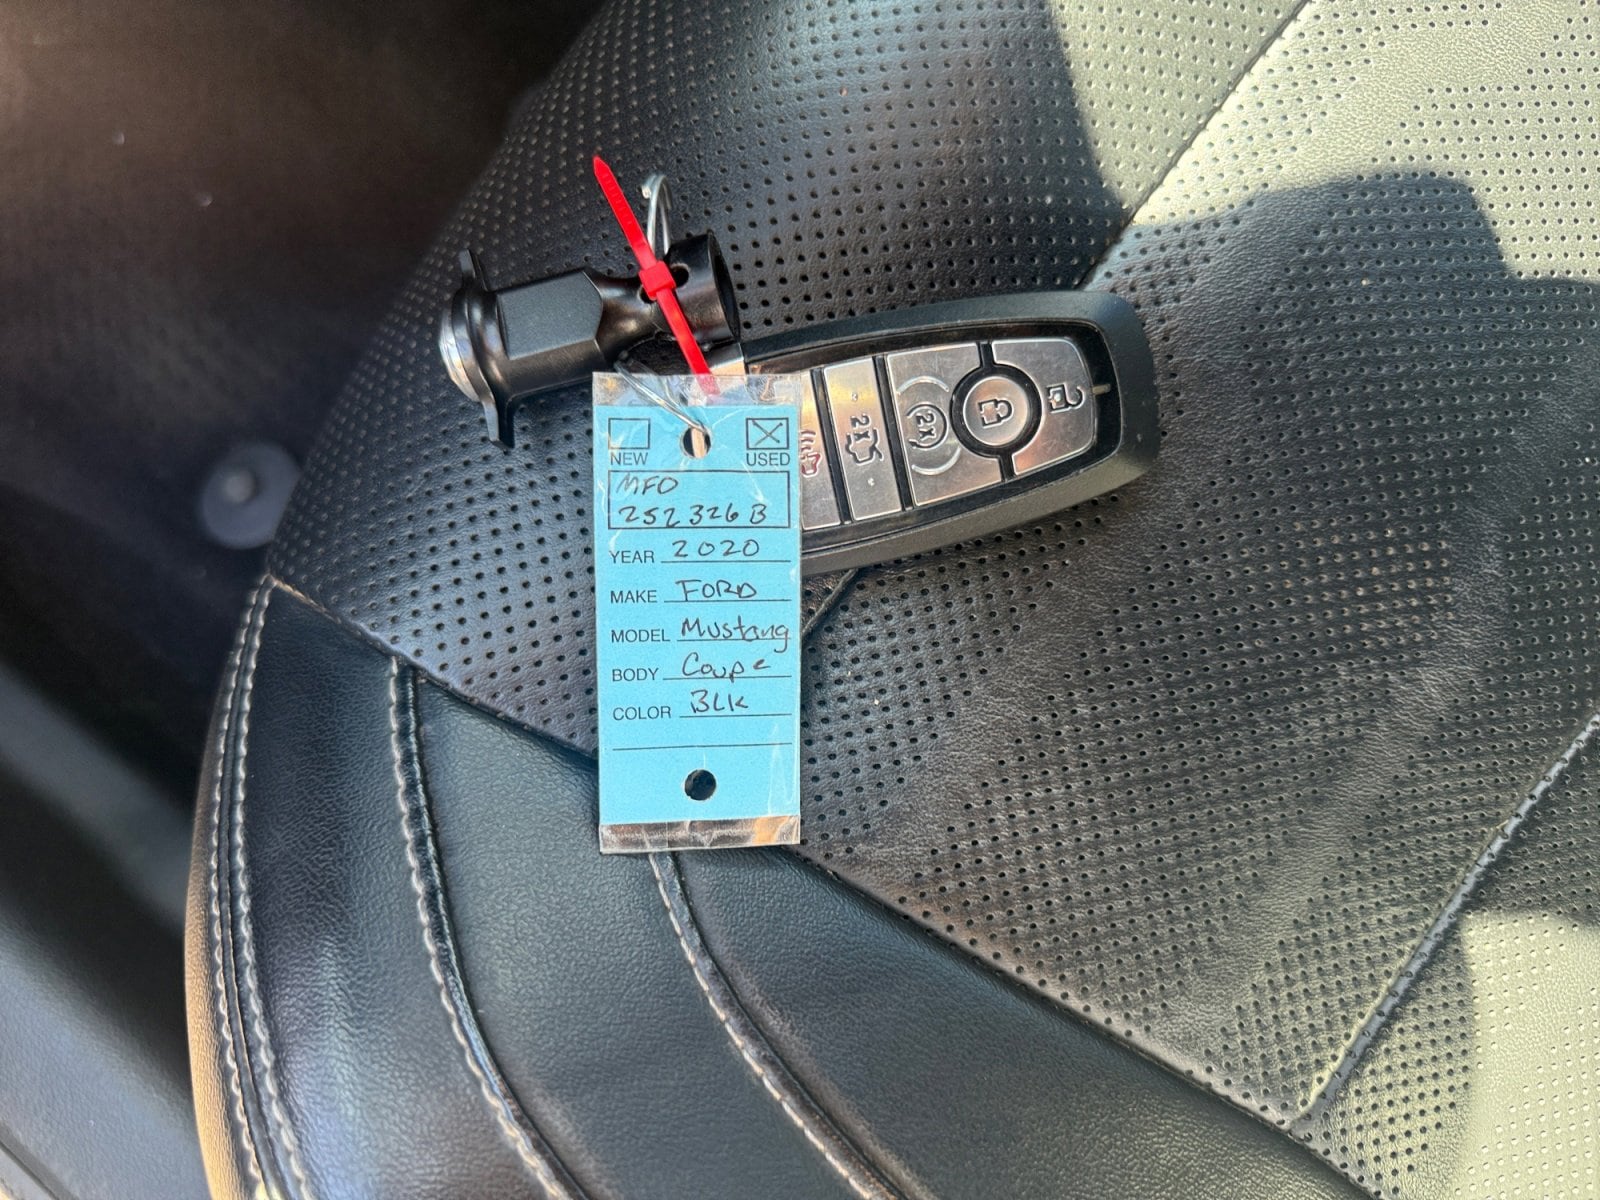 NEW USED
MFO
252326B
YEAR 2020
MAKE FORD
MODEL Mustang
BODY Coupe
COLOR BLK
2x
2x